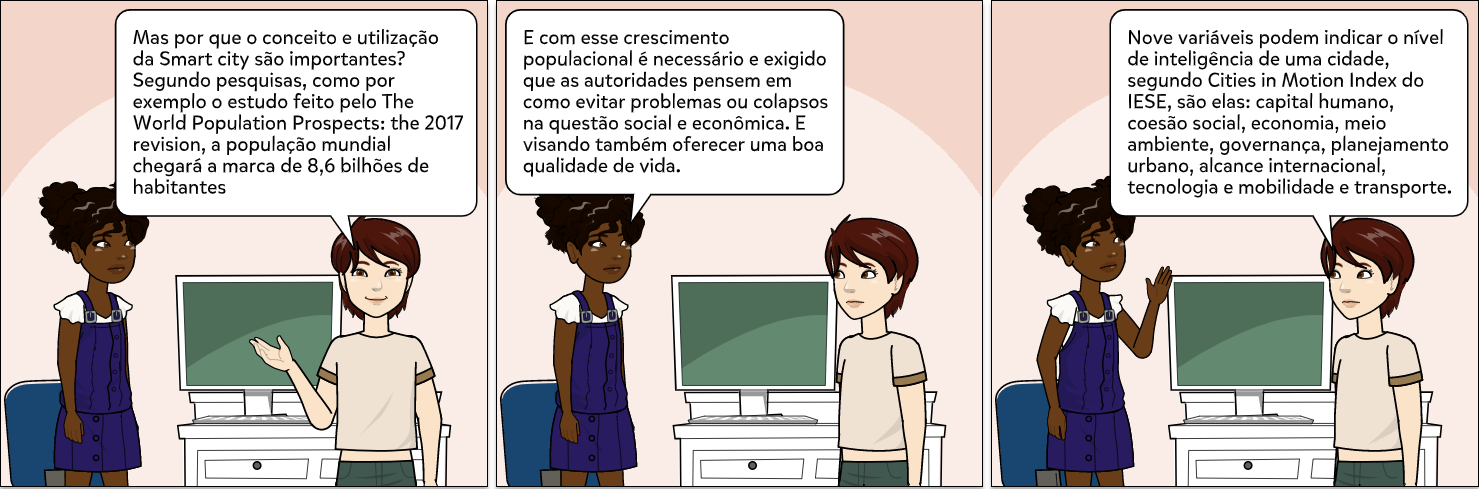 Mas por que o conceito e utilização
da Smart city são importantes?
Segundo pesquisas, como por
exemplo o estudo feito pelo The
World Population Prospects: the 2017
revision, a população mundial
chegará a marca de 8,6 bilhões de
habitantes
E com esse crescimento
populacional é necessário e exigido
que as autoridades pensem em
como evitar problemas ou colapsos
na questão social e econômica. E
visando também oferecer uma boa
qualidade de vida.
Nove variáveis podem indicar o nível
de inteligência de uma cidade,
segundo Cities in Motion Index do
IESE, são elas: capital humano,
coesão social, economia, meio
ambiente, governança, planejamento
urbano, alcance internacional,
tecnologia e mobilidade e transporte.